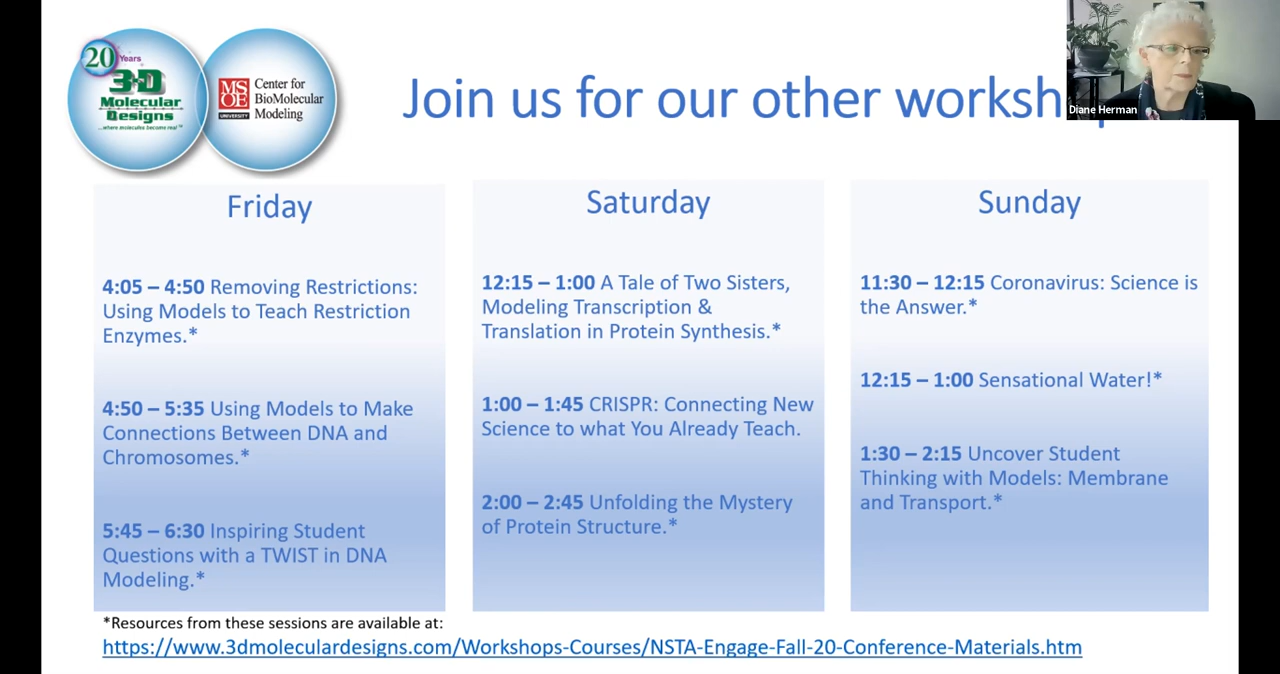 20 Years
3-D
Molecular
Designs
...where molecules become real™
MS
OE
UNIVERSITY
Center for
BioMolecular
Modeling
Join us for our other worksh
Diane Herman
Friday
4:05 – 4:50 Removing Restrictions:
Using Models to Teach Restriction
Enzymes.*
4:50 – 5:35 Using Models to Make
Connections Between DNA and
Chromosomes.*
5:45 – 6:30 Inspiring Student
Questions with a TWIST in DNA
Modeling.*
Saturday
12:15 – 1:00 A Tale of Two Sisters,
Modeling Transcription &
Translation in Protein Synthesis.*
1:00 – 1:45 CRISPR: Connecting New
Science to what You Already Teach.
2:00 – 2:45 Unfolding the Mystery
of Protein Structure.*
Sunday
11:30 – 12:15 Coronavirus: Science is
the Answer.*
12:15 – 1:00 Sensational Water!*
1:30 – 2:15 Uncover Student
Thinking with Models: Membrane
and Transport.*
*Resources from these sessions are available at:
https://www.3dmoleculardesigns.com/Workshops-Courses/NSTA-Engage-Fall-20-Conference-Materials.htm